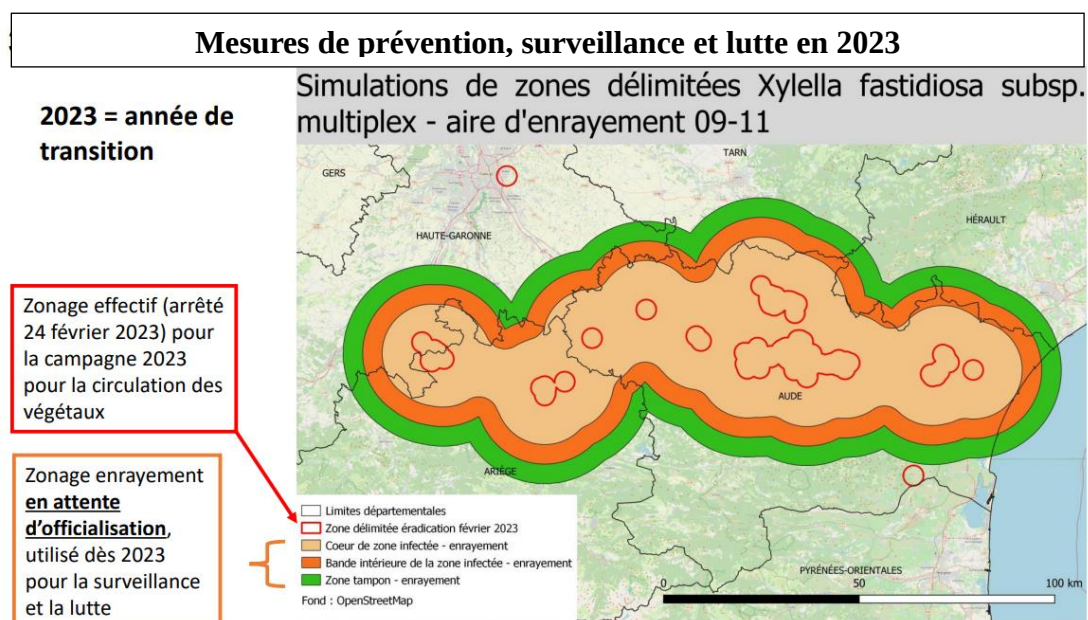 Mesures de prévention, surveillance et lutte en 2023
2023 = année de
transition
Simulations de zones délimitées Xylella fastidiosa subsp.
multiplex - aire d'enrayement 09-11
TARN
GERS
HÉRAULT
HAUTE-GARONNE
Zonage effectif (arrêté
24 février 2023) pour
la campagne 2023
pour la circulation des
végétaux
AUDE
ARIÈGE
Zonage enrayement
en attente
d'officialisation,
utilisé dès 2023
pour la surveillance
et la lutte
Limites départementales
Zone délimitée éradication février 2023
Coeur de zone infectée - enrayement
Bande intérieure de la zone infectée - enrayement
Zone tampon - enrayement
Fond : OpenStreetMap
PYRÉNÉES-ORIENTALES
0 50 100 km